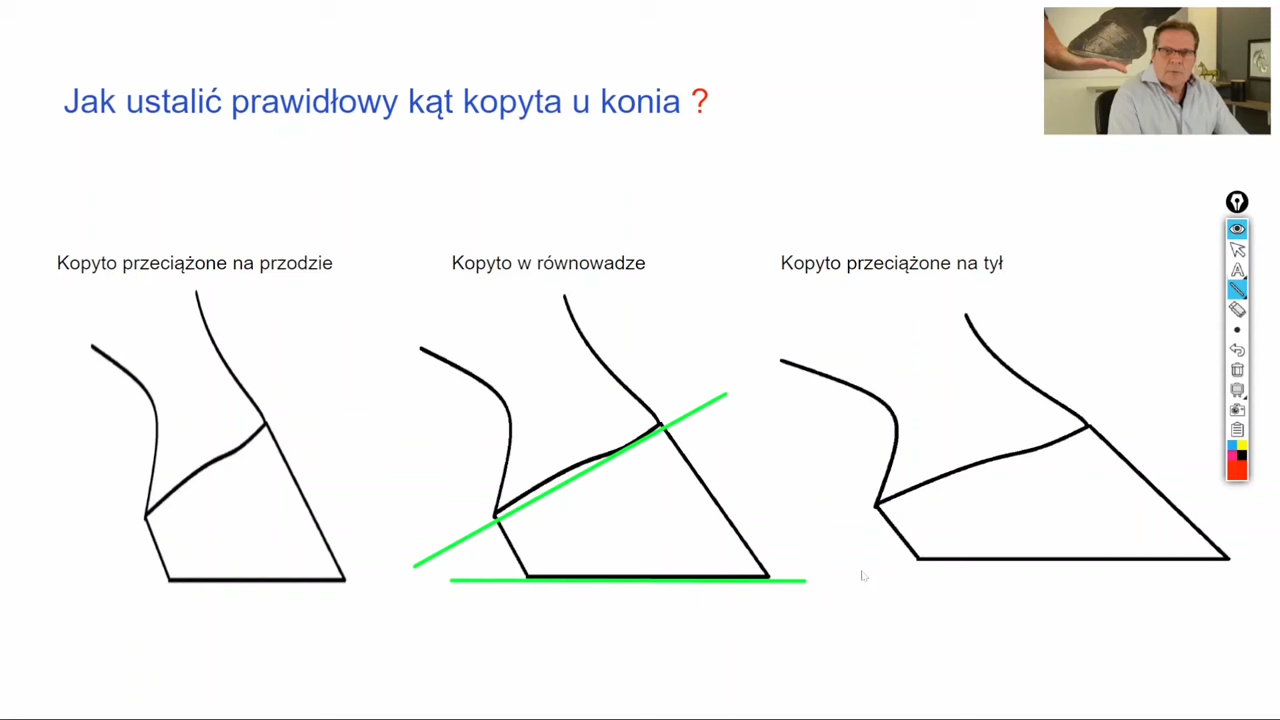 Jak ustalić prawidłowy kąt kopyta u konia ?
Kopyto przeciążone na przodzie
Kopyto w równowadze
Kopyto przeciążone na tył
A